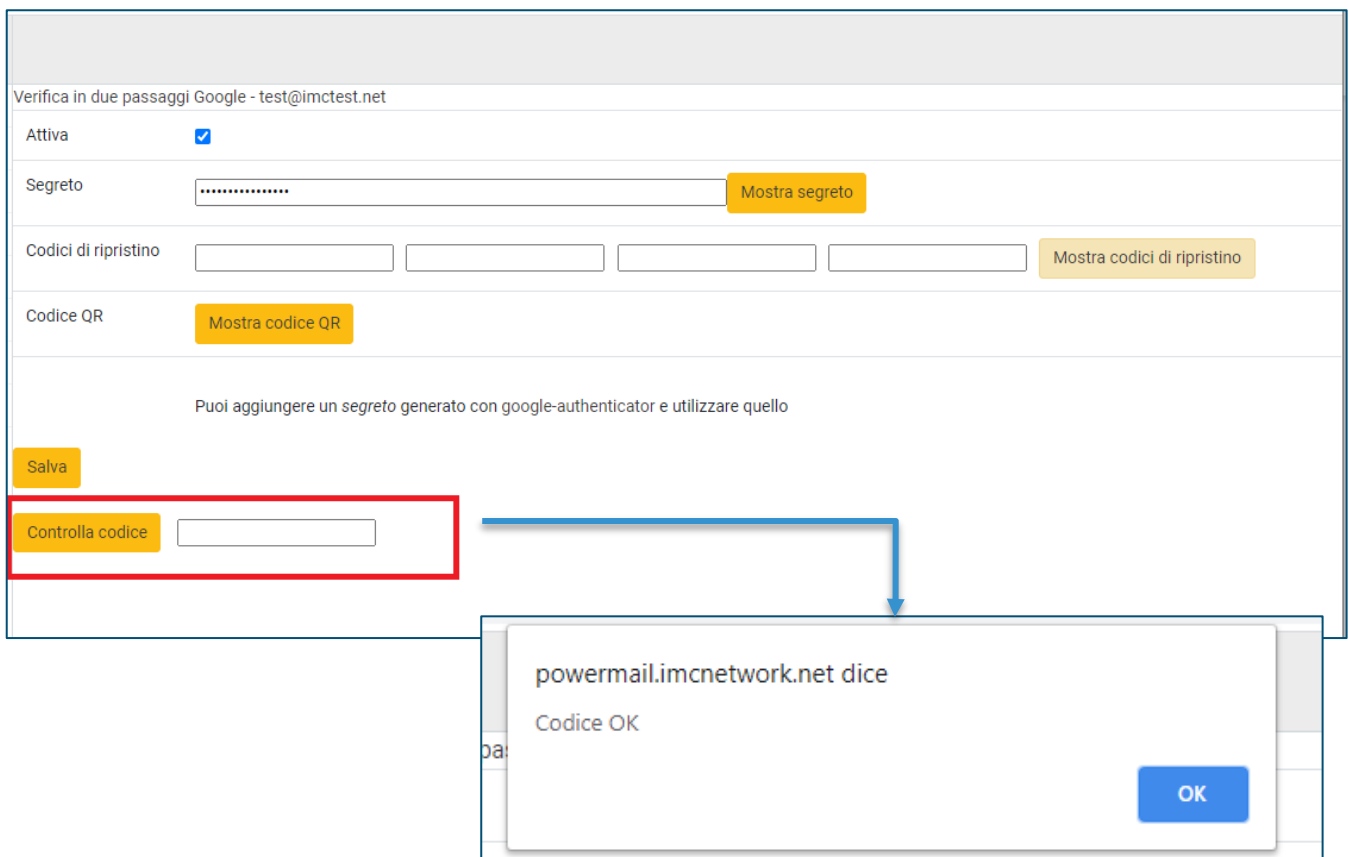 Verifica in due passaggi Google - test@imctest.net
Attiva
Segreto
••••••••••••••••
Mostra segreto
Codici di ripristino
Mostra codici di ripristino
Codice QR
Mostra codice QR
Puoi aggiungere un segreto generato con google-authenticator e utilizzare quello
Salva
Controlla codice
powermail.imcnetwork.net dice
Codice OK
OK